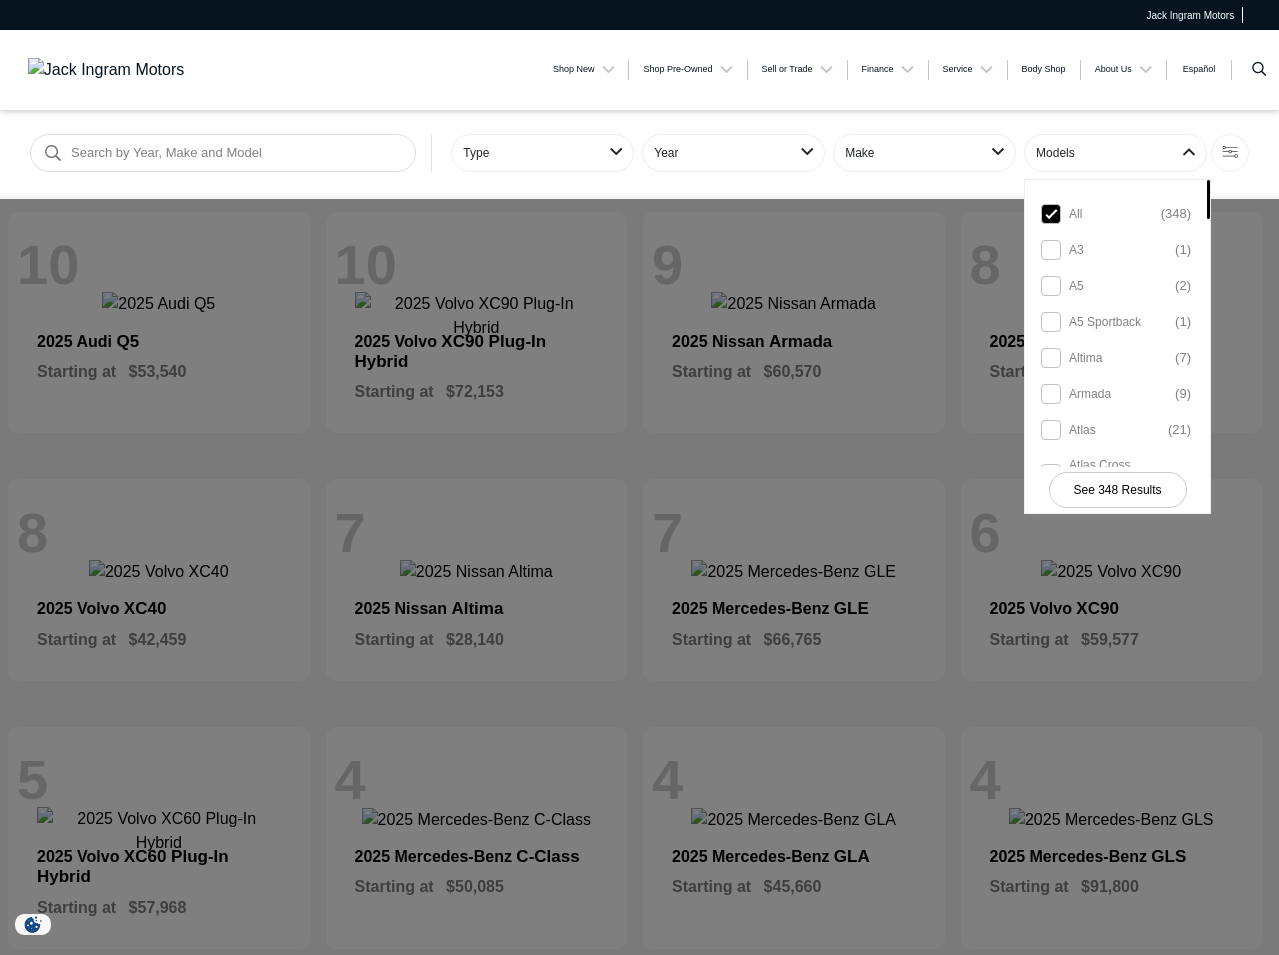 Jack Ingram Motors
Jack Ingram Motors
Shop New
Shop Pre-Owned
Sell or Trade
Finance
Service
Body Shop
About Us
Español
Search by Year, Make and Model
Type
Year
Make
Models
All (348)
A3 (1)
A5 (2)
A5 Sportback (1)
Altima (7)
Armada (9)
Atlas (21)
Atlas Cross
See 348 Results
10
2025 Audi Q5
2025 Audi Q5
Starting at $53,540
10
2025 Volvo XC90 Plug-In
Hybrid
2025 Volvo XC90 Plug-In
Hybrid
Starting at $72,153
9
2025 Nissan Armada
2025 Nissan Armada
Starting at $60,570
8
2025
8
2025 Volvo XC40
2025 Volvo XC40
Starting at $42,459
7
2025 Nissan Altima
2025 Nissan Altima
Starting at $28,140
7
2025 Mercedes-Benz GLE
2025 Mercedes-Benz GLE
Starting at $66,765
6
2025 Volvo XC90
2025 Volvo XC90
Starting at $59,577
5
2025 Volvo XC60 Plug-In
Hybrid
2025 Volvo XC60 Plug-In
Hybrid
Starting at $57,968
4
2025 Mercedes-Benz C-Class
2025 Mercedes-Benz C-Class
Starting at $50,085
4
2025 Mercedes-Benz GLA
2025 Mercedes-Benz GLA
Starting at $45,660
4
2025 Mercedes-Benz GLS
2025 Mercedes-Benz GLS
Starting at $91,800